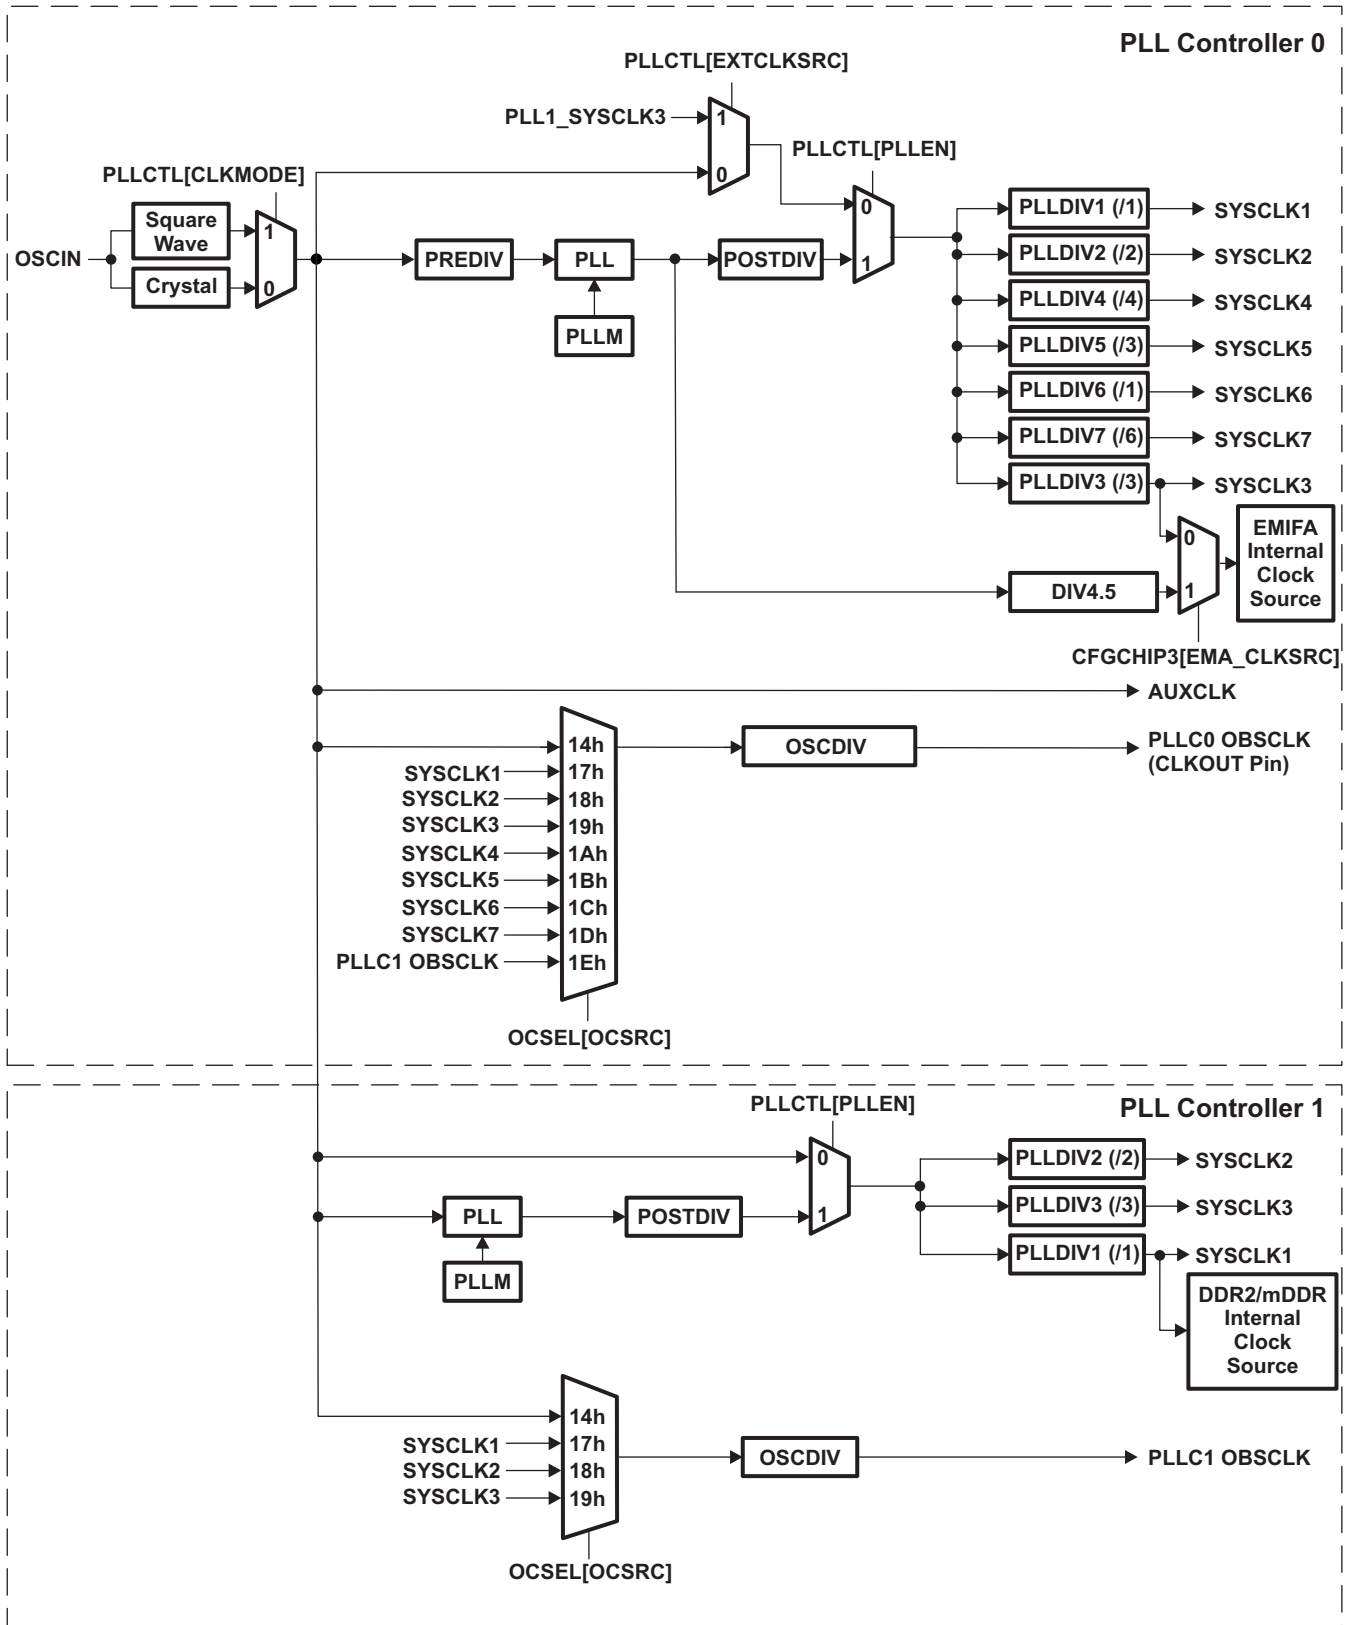 PLL Controller 0
PLLCTL[EXTCLKSRC]
PLL1_SYSCLK3
1
0
PLLCTL[PLLEN]
0
1
PLLCTL[CLKMODE]
OSCIN
Square
Wave
Crystal
1
0
PREDIV
PLL
PLLM
POSTDIV
PLLDIV1 (/1)
SYSCLK1
PLLDIV2 (/2)
SYSCLK2
PLLDIV4 (/4)
SYSCLK4
PLLDIV5 (/3)
SYSCLK5
PLLDIV6 (/1)
SYSCLK6
PLLDIV7 (/6)
SYSCLK7
PLLDIV3 (/3)
SYSCLK3
0
1
EMIFA
Internal
Clock
Source
DIV4.5
CFGCHIP3[EMA_CLKSRC]
AUXCLK
14h
OSCDIV
PLLC0 OBSCLK
(CLKOUT Pin)
SYSCLK1
17h
SYSCLK2
18h
SYSCLK3
19h
SYSCLK4
1Ah
SYSCLK5
1Bh
SYSCLK6
1Ch
SYSCLK7
1Dh
PLLC1 OBSCLK
1Eh
OCSEL[OCSRC]
PLL Controller 1
PLLCTL[PLLEN]
0
1
PLL
PLLM
POSTDIV
PLLDIV2 (/2)
SYSCLK2
PLLDIV3 (/3)
SYSCLK3
PLLDIV1 (/1)
SYSCLK1
DDR2/mDDR
Internal
Clock
Source
14h
SYSCLK1
17h
SYSCLK2
18h
SYSCLK3
19h
OSCDIV
PLLC1 OBSCLK
OCSEL[OCSRC]